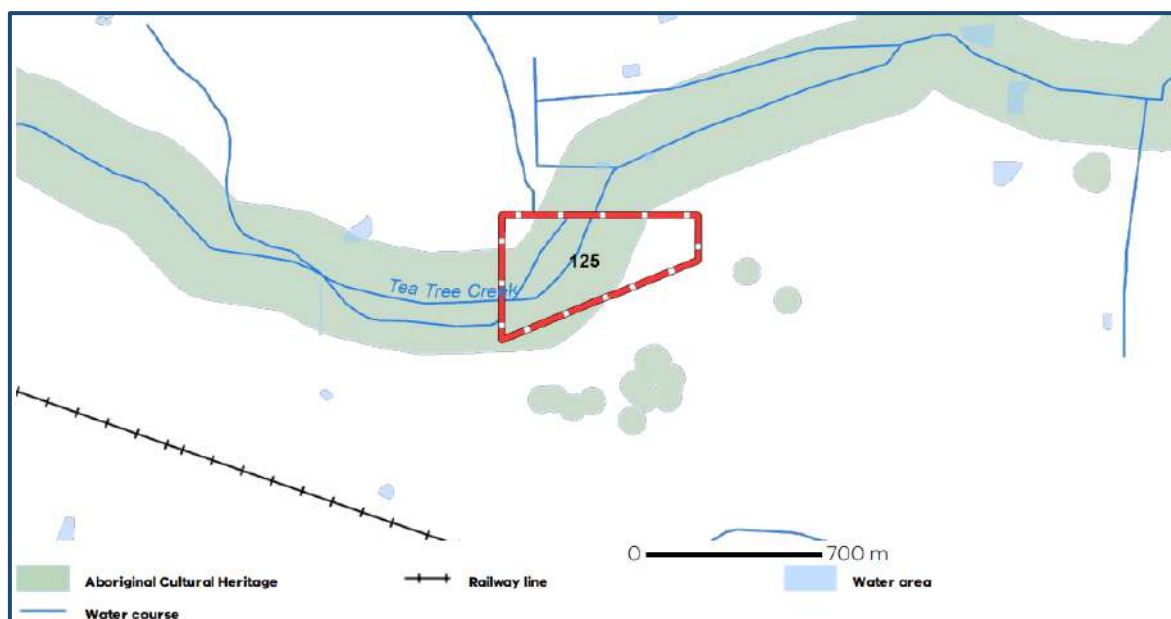 125
Tea Tree Creek
0 700 m
Aboriginal Cultural Heritage
Railway line
Water area
Water course